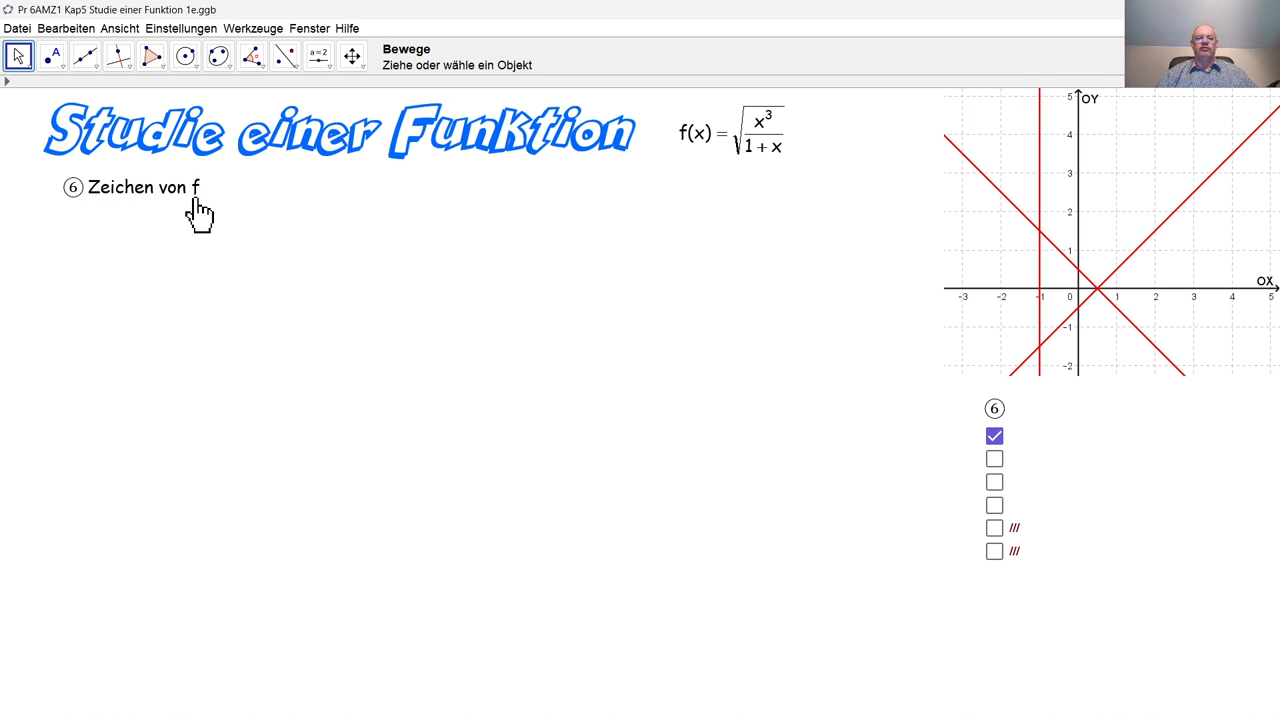 Pr 6AMZ1 Kap5 Studie einer Funktion 1e.ggb
Datei Bearbeiten Ansicht Einstellungen Werkzeuge Fenster Hilfe
A
a=2
Bewege
Ziehe oder wähle ein Objekt
Studie einer Funktion
f(x) = √(x³/(1+x))
⑥ Zeichen von f
OY
5
4
3
2
1
OX
-3 -2 -1 0 1 2 3 4 5
-1
-2
⑥
///
///